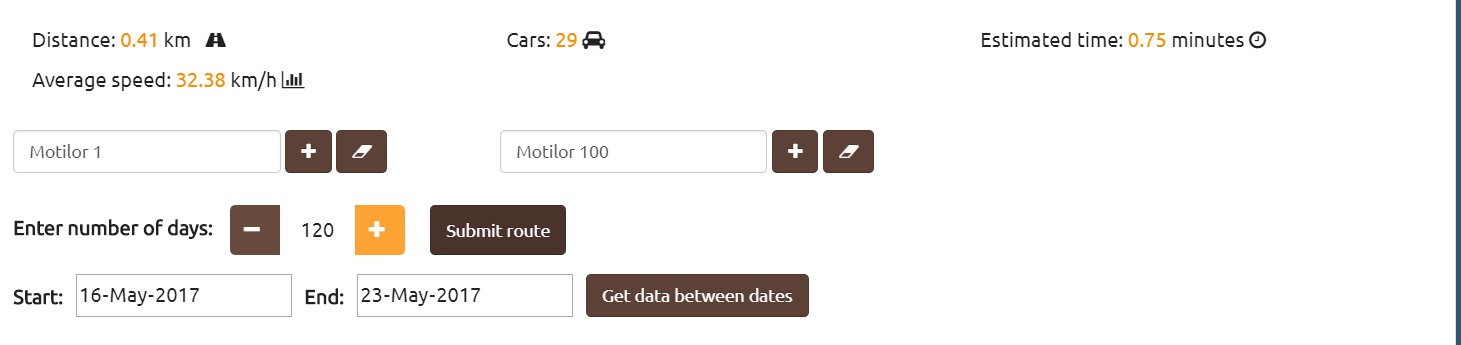 Distance: 0.41 km Cars: 29 Estimated time: 0.75 minutes
Average speed: 32.38 km/h
Motilor 1 Motilor 100
Enter number of days: 120 Submit route
Start: 16-May-2017 End: 23-May-2017 Get data between dates